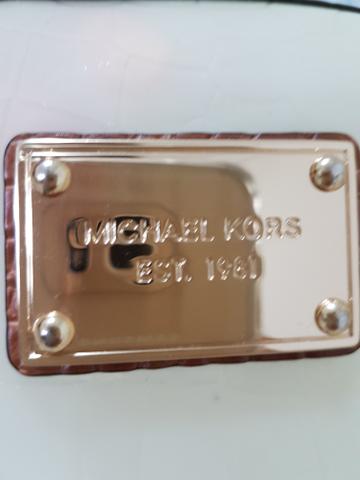 MICHAEL KORS
EST. 1981